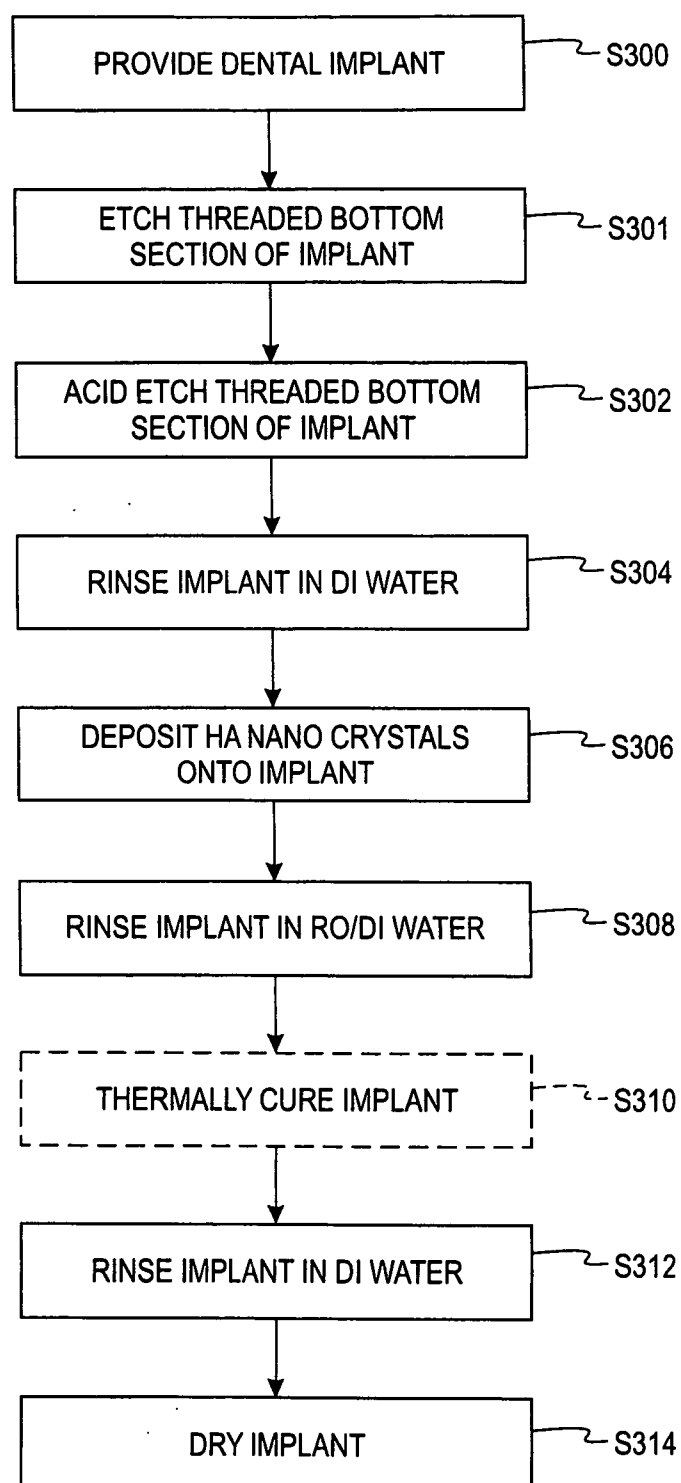 PROVIDE DENTAL IMPLANT
S300
ETCH THREADED BOTTOM
SECTION OF IMPLANT
S301
ACID ETCH THREADED BOTTOM
SECTION OF IMPLANT
S302
RINSE IMPLANT IN DI WATER
S304
DEPOSIT HA NANO CRYSTALS
ONTO IMPLANT
S306
RINSE IMPLANT IN RO/DI WATER
S308
THERMALLY CURE IMPLANT
S310
RINSE IMPLANT IN DI WATER
S312
DRY IMPLANT
S314